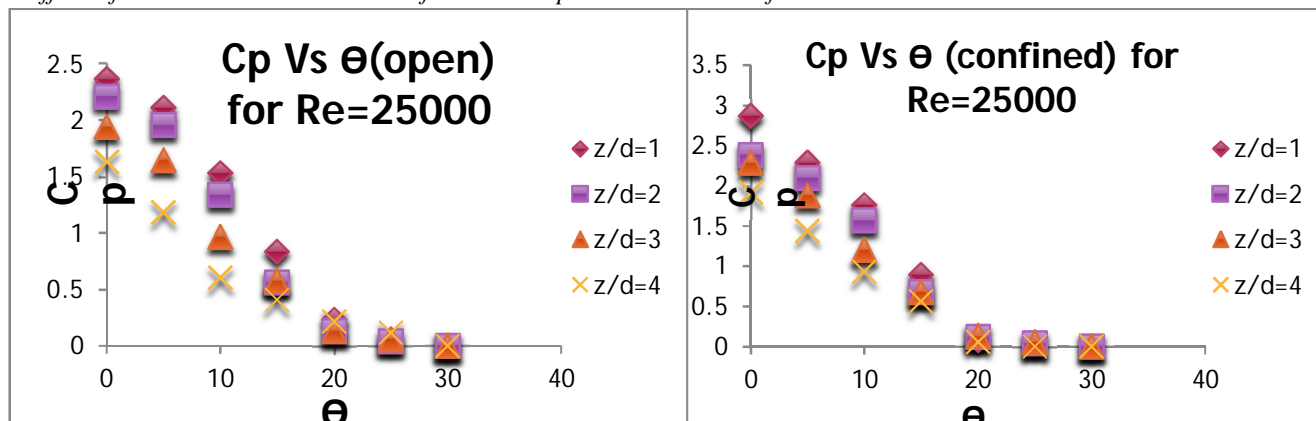 Cp Vs Ɵ(open)
for Re=25000
2.5
2
1.5
1
0.5
0
0
10
20
30
40
C
p
Ɵ
z/d=1
z/d=2
z/d=3
z/d=4
Cp Vs Ɵ (confined) for
Re=25000
3.5
3
2.5
2
1.5
1
0.5
0
0
10
20
30
40
C
p
Ɵ
z/d=1
z/d=2
z/d=3
z/d=4